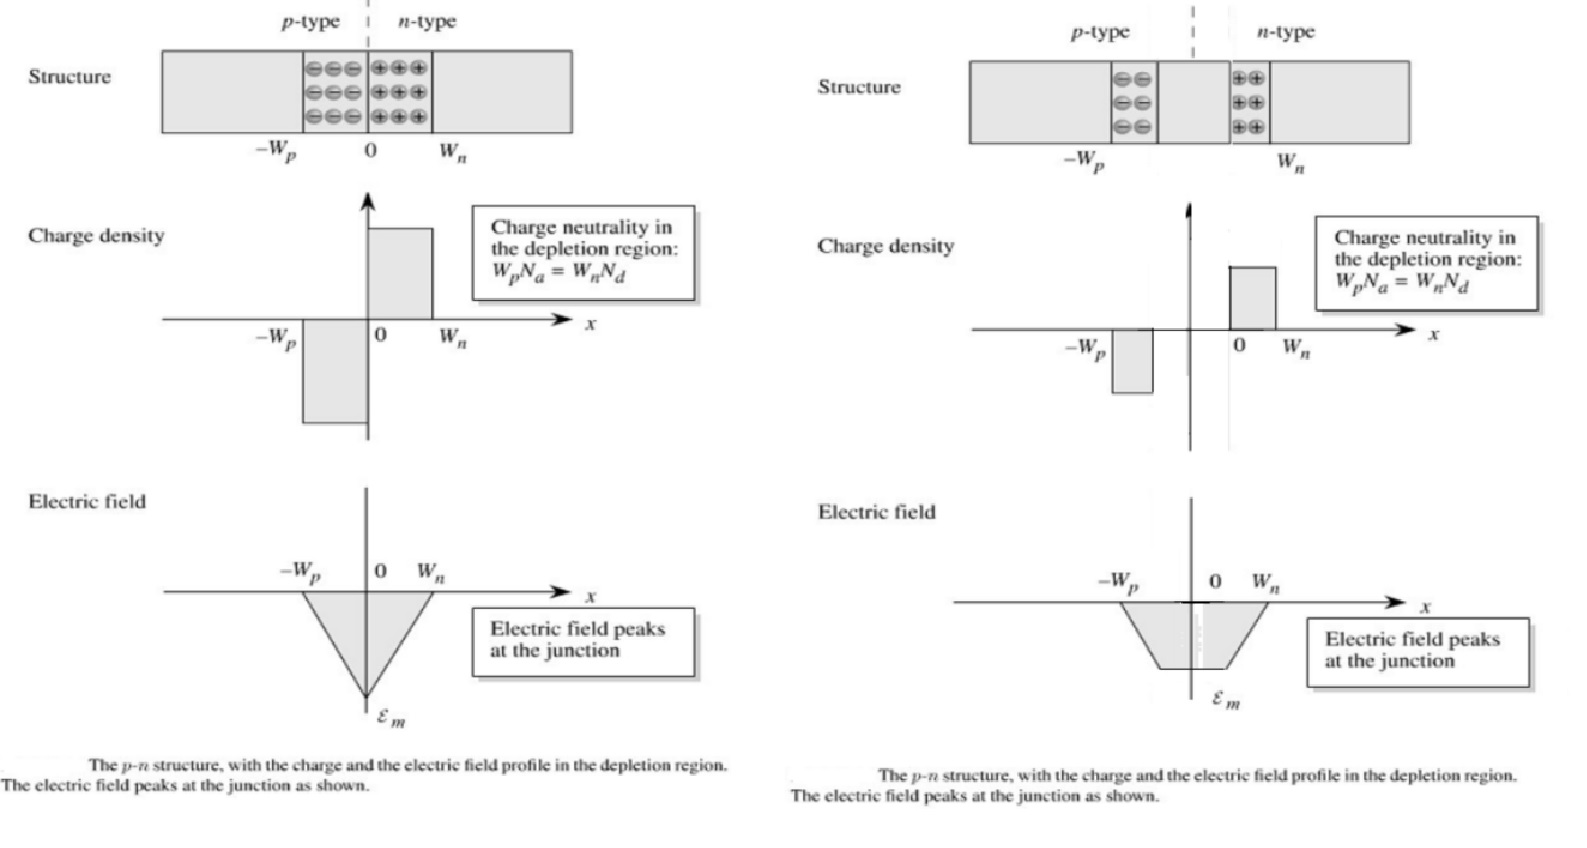 p-type n-type
Structure
−Wp 0 Wn
Charge density
Charge neutrality in
the depletion region:
WpNa = WnNd
−Wp 0 Wn x
Electric field
−Wp 0 Wn
x
Electric field peaks
at the junction
εm
The p-n structure, with the charge and the electric field profile in the depletion region.
The electric field peaks at the junction as shown.
p-type n-type
Structure
−Wp Wn
Charge density
Charge neutrality in
the depletion region:
WpNa = WnNd
−Wp 0 Wn x
Electric field
−Wp 0 Wn
x
Electric field peaks
at the junction
εm
The p-n structure, with the charge and the electric field profile in the depletion region.
The electric field peaks at the junction as shown.